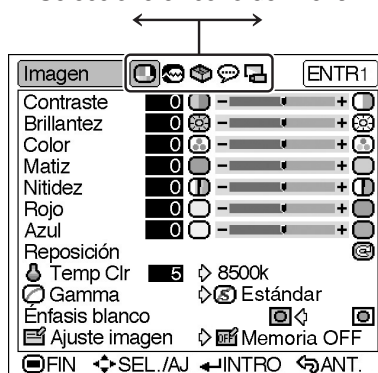 Imagen ENTR1
Contraste 0 - +
Brillantez 0 - +
Color 0 - +
Matiz 0 - +
Nitidez 0 - +
Rojo 0 - +
Azul 0 - +
Reposición
Temp Clr 5 8500k
Gamma S Estándar
Énfasis blanco
Ajuste imagen OFF Memoria OFF
FIN SEL./AJ INTRO ANT.